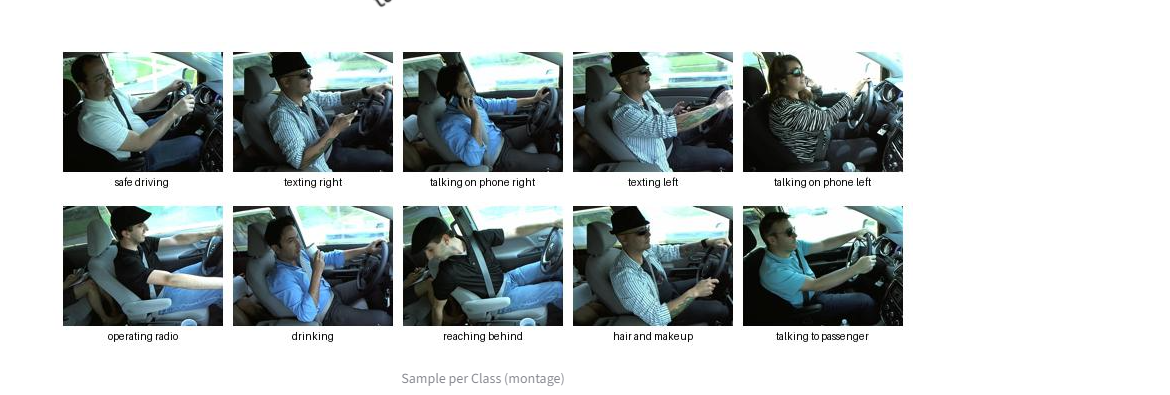 safe driving
texting right
talking on phone right
texting left
talking on phone left
operating radio
drinking
reaching behind
hair and makeup
talking to passenger
Sample per Class (montage)